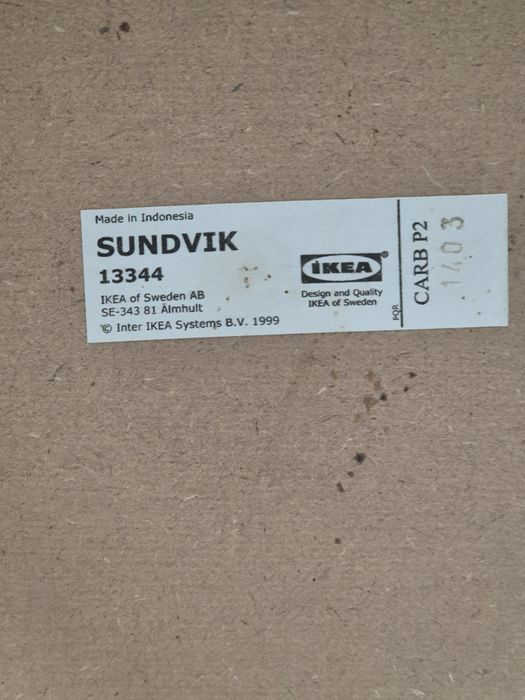 Made in Indonesia
SUNDVIK
13344
IKEA of Sweden AB
SE-343 81 Älmhult
© Inter IKEA Systems B.V. 1999
IKEA®
Design and Quality
IKEA of Sweden
PQR
CARB P2
1403